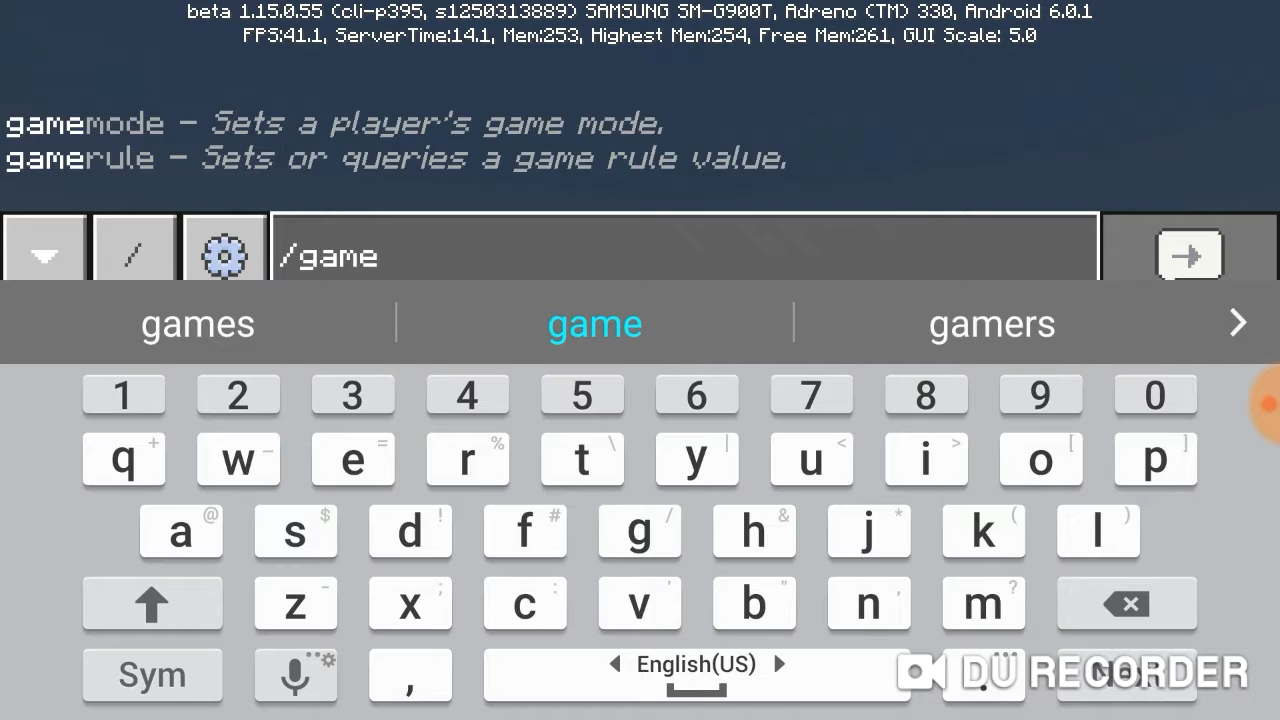 beta 1.15.0.55 (cli-p395, s1250313889) SAMSUNG SM-G900T, Adreno (TM) 330, Android 6.0.1
FPS:41.1, ServerTime:14.1, Mem:253, Highest Mem:254, Free Mem:261, GUI Scale: 5.0
gamemode - Sets a player's game mode.
gamerule - Sets or queries a game rule value.
/ /game
games game gamers
1 2 3 4 5 6 7 8 9 0
q + w - e = r % t \ y | u < i > o [ p ]
a @ s $ d ! f # g / h & j * k ( l )
z - x ; c : v ' b " n , m ?
Sym , English(US) . Next
DU RECORDER